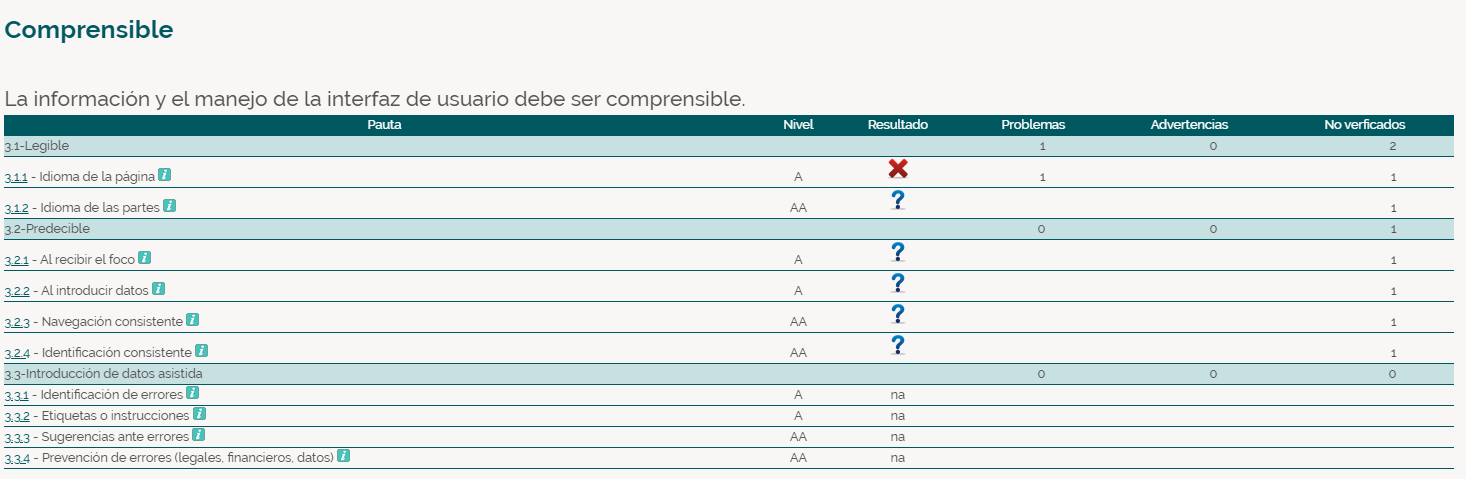 Comprensible
La información y el manejo de la interfaz de usuario debe ser comprensible.
Pauta Nivel Resultado Problemas Advertencias No verficados
3.1-Legible 1 0 2
3.1.1 - Idioma de la página i A 1 1
3.1.2 - Idioma de las partes i AA ? 1
3.2-Predecible 0 0 1
3.2.1 - Al recibir el foco i A ? 1
3.2.2 - Al introducir datos i A ? 1
3.2.3 - Navegación consistente i AA ? 1
3.2.4 - Identificación consistente i AA ? 1
3.3-Introducción de datos asistida 0 0 0
3.3.1 - Identificación de errores i A na
3.3.2 - Etiquetas o instrucciones i A na
3.3.3 - Sugerencias ante errores i AA na
3.3.4 - Prevención de errores (legales, financieros, datos) i AA na